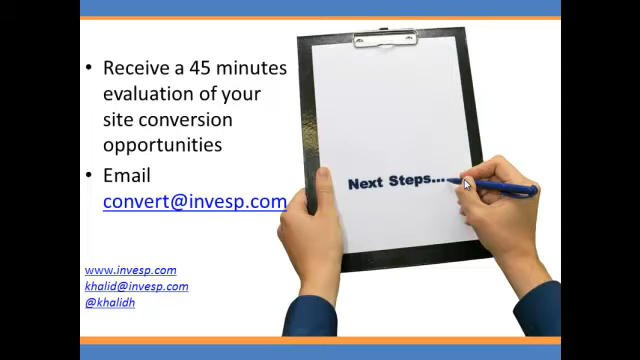 • Receive a 45 minutes
evaluation of your
site conversion
opportunities
• Email
convert@invesp.com
Next Steps...
www.invesp.com
khalid@invesp.com
@khalidh